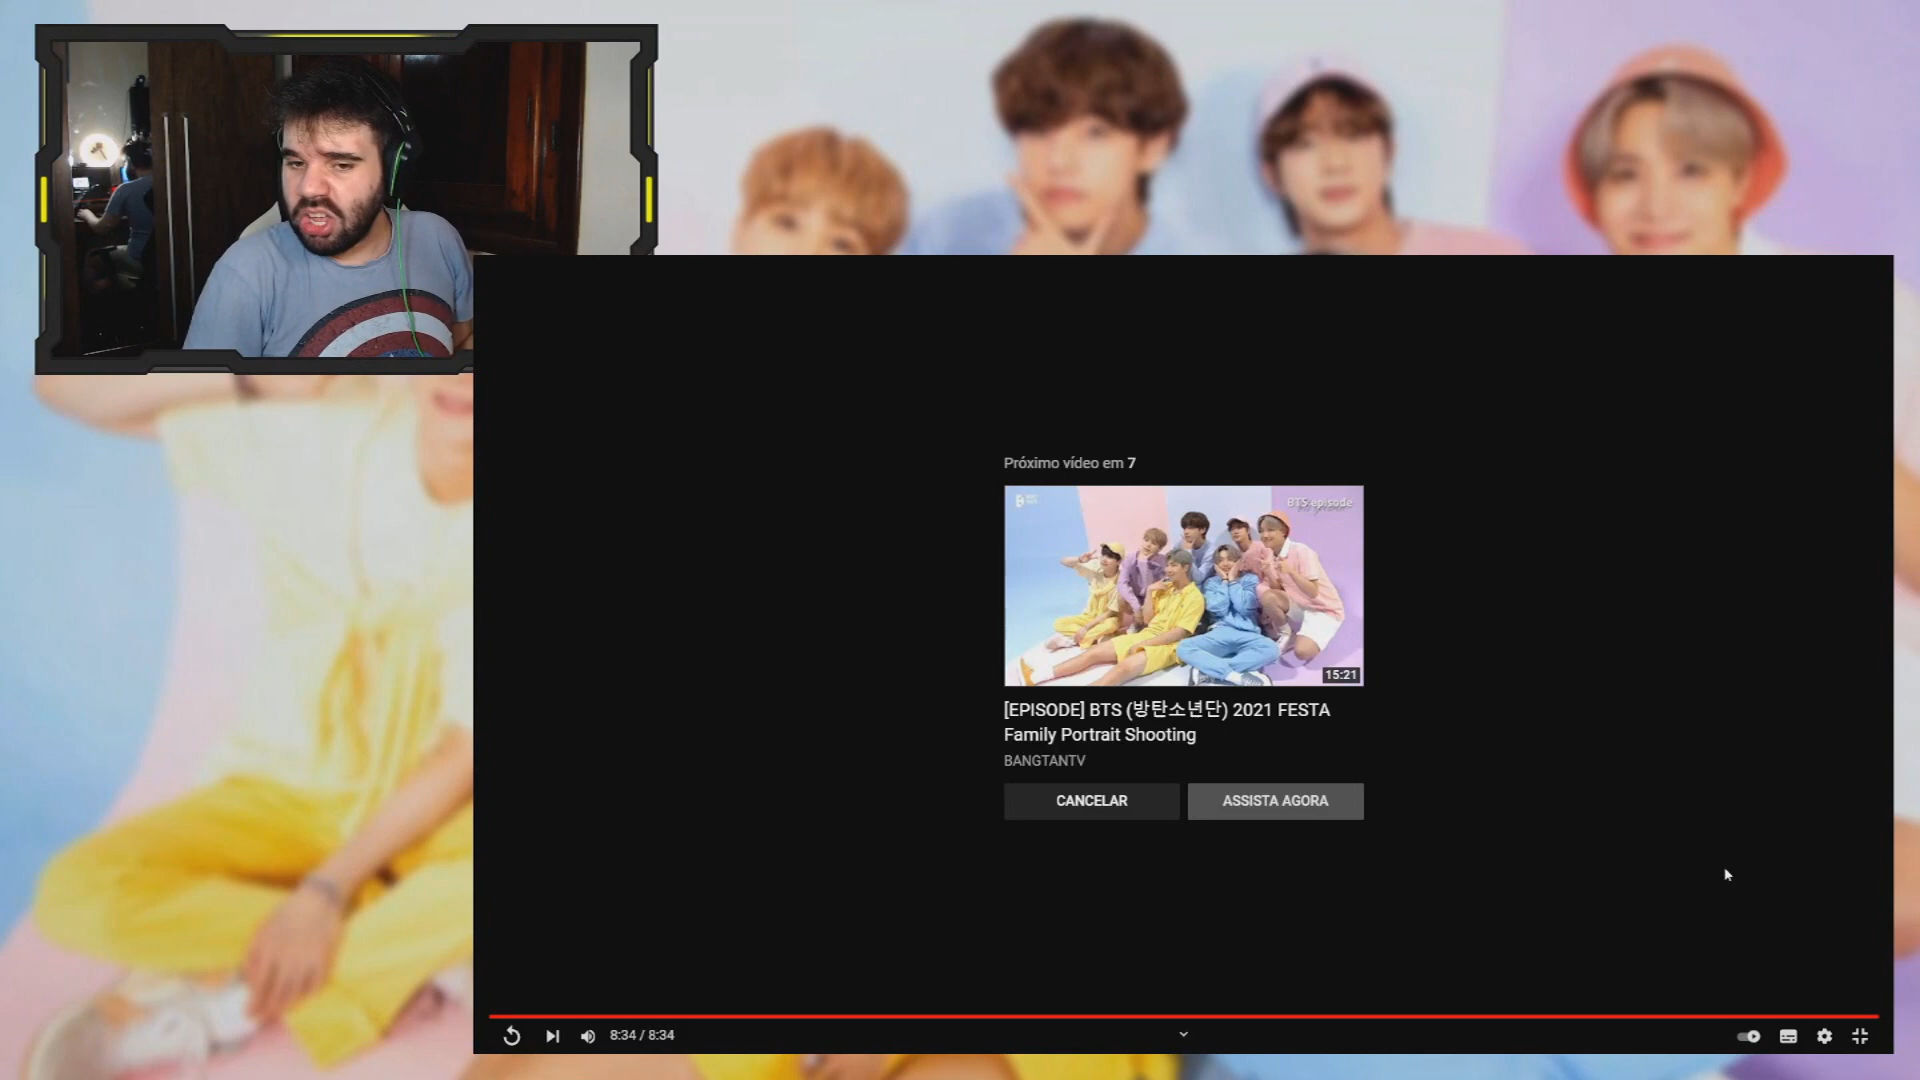 Próximo vídeo em 7
BTS episode
15:21
[EPISODE] BTS (방탄소년단) 2021 FESTA
Family Portrait Shooting
BANGTANTV
CANCELAR
ASSISTA AGORA
8:34 / 8:34